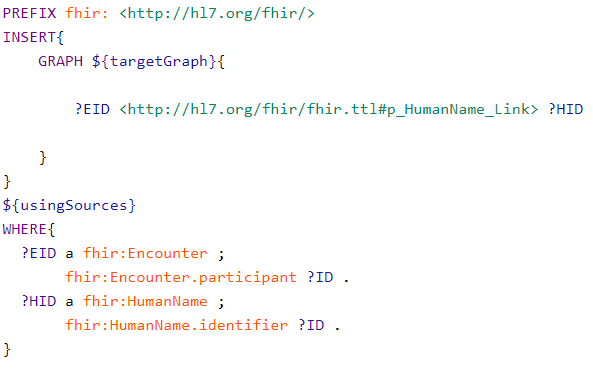 PREFIX fhir: <http://hl7.org/fhir/>
INSERT{
GRAPH ${targetGraph}{
?EID <http://hl7.org/fhir/fhir.ttl#p_HumanName_Link> ?HID
}
}
${usingSources}
WHERE{
?EID a fhir:Encounter ;
fhir:Encounter.participant ?ID .
?HID a fhir:HumanName ;
fhir:HumanName.identifier ?ID .
}